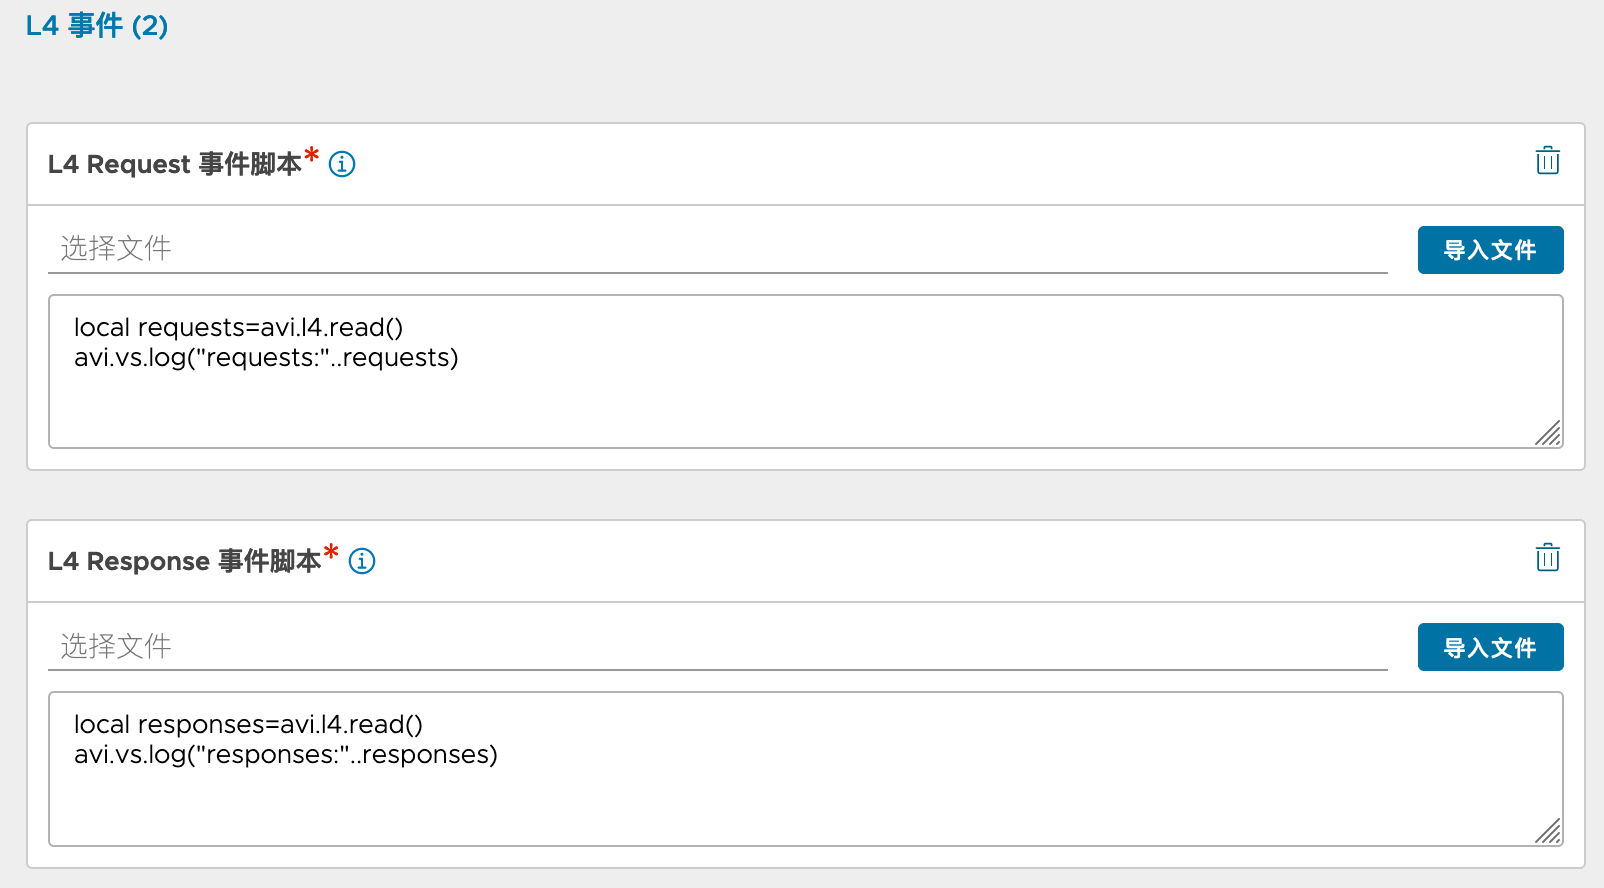 L4 事件 (2)
L4 Request 事件脚本*
选择文件
导入文件
local requests=avi.l4.read()
avi.vs.log("requests:"..requests)
L4 Response 事件脚本*
选择文件
导入文件
local responses=avi.l4.read()
avi.vs.log("responses:"..responses)